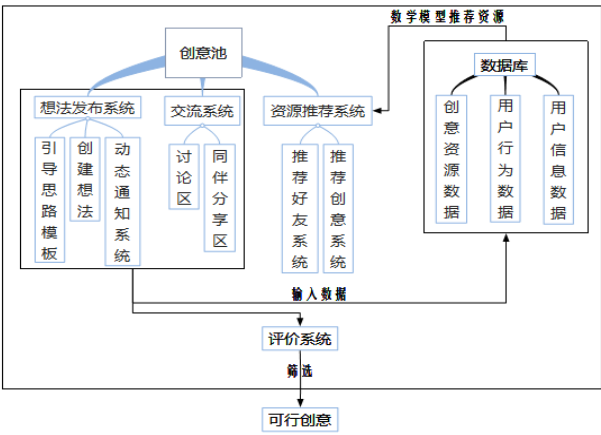 数学模型推荐资源
创意池
数据库
想法发布系统
交流系统
资源推荐系统
引导思路模板
创建想法
动态通知系统
讨论区
同伴分享区
推荐好友系统
推荐创意系统
创意资源数据
用户行为数据
用户信息数据
输入数据
评价系统
筛选
可行创意